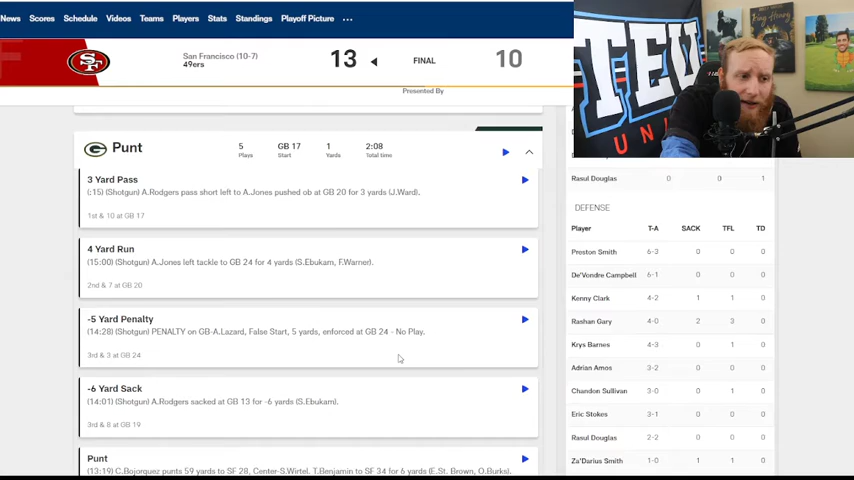 News Scores Schedule Videos Teams Players Stats Standings Playoff Picture ...
San Francisco (10-7)
49ers
13
FINAL
10
Presented By
Punt
5
Plays
GB 17
Start
1
Yards
2:08
Total time
3 Yard Pass
(:15) (Shotgun) A.Rodgers pass short left to A.Jones pushed ob at GB 20 for 3 yards (J.Ward).
1st & 10 at GB 17
4 Yard Run
(15:00) (Shotgun) A.Jones left tackle to GB 24 for 4 yards (S.Ebukam, F.Warner).
2nd & 7 at GB 20
-5 Yard Penalty
(14:28) (Shotgun) PENALTY on GB-A.Lazard, False Start, 5 yards, enforced at GB 24 - No Play.
3rd & 3 at GB 24
-6 Yard Sack
(14:01) (Shotgun) A.Rodgers sacked at GB 13 for -6 yards (S.Ebukam).
3rd & 8 at GB 19
Punt
(13:19) C.Bojorquez punts 59 yards to SF 28, Center-S.Wirtel. T.Benjamin to SF 34 for 6 yards (E.St. Brown, O.Burks).
Rasul Douglas 0 0 1
DEFENSE
Player T-A SACK TFL TD
Preston Smith 6-3 0 0 0
De'Vondre Campbell 6-1 0 0 0
Kenny Clark 4-2 1 1 0
Rashan Gary 4-0 2 3 0
Krys Barnes 4-3 0 1 0
Adrian Amos 3-2 0 0 0
Chandon Sullivan 3-0 0 1 0
Eric Stokes 3-1 0 0 0
Rasul Douglas 2-2 0 0 0
Za'Darius Smith 1-0 1 1 0
King Henry